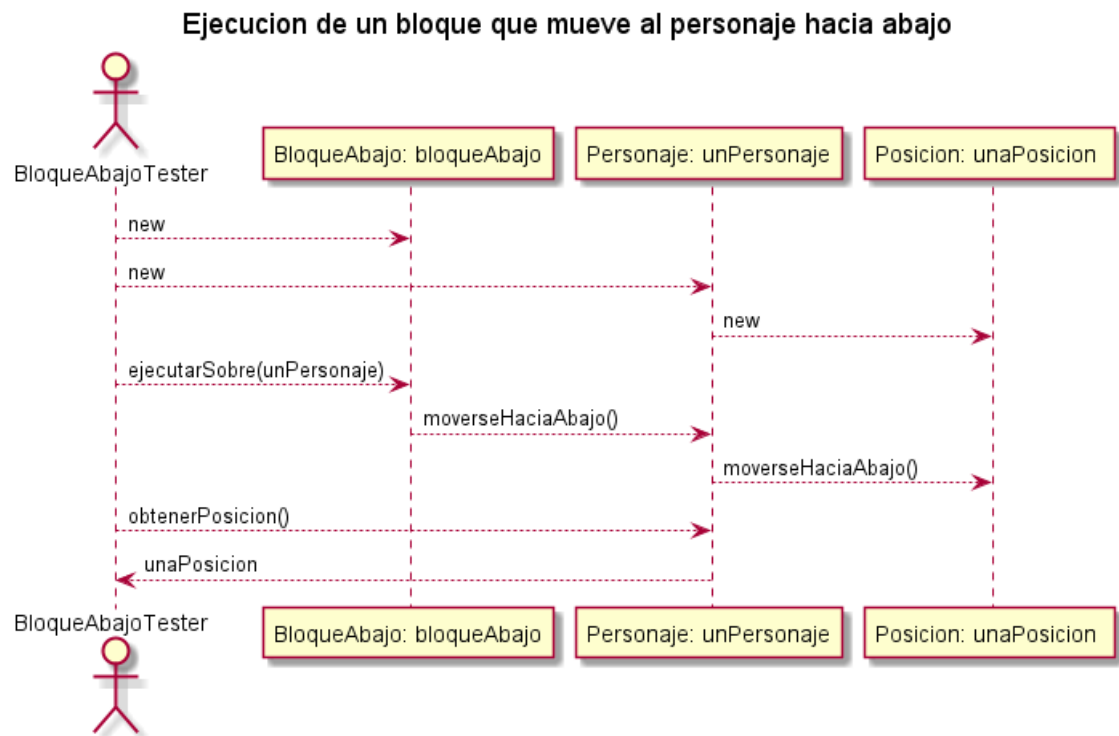 Ejecucion de un bloque que mueve al personaje hacia abajo
BloqueAbajoTester
BloqueAbajo: bloqueAbajo
Personaje: unPersonaje
Posicion: unaPosicion
new
new
new
ejecutarSobre(unPersonaje)
moverseHaciaAbajo()
moverseHaciaAbajo()
obtenerPosicion()
unaPosicion
BloqueAbajoTester
BloqueAbajo: bloqueAbajo
Personaje: unPersonaje
Posicion: unaPosicion